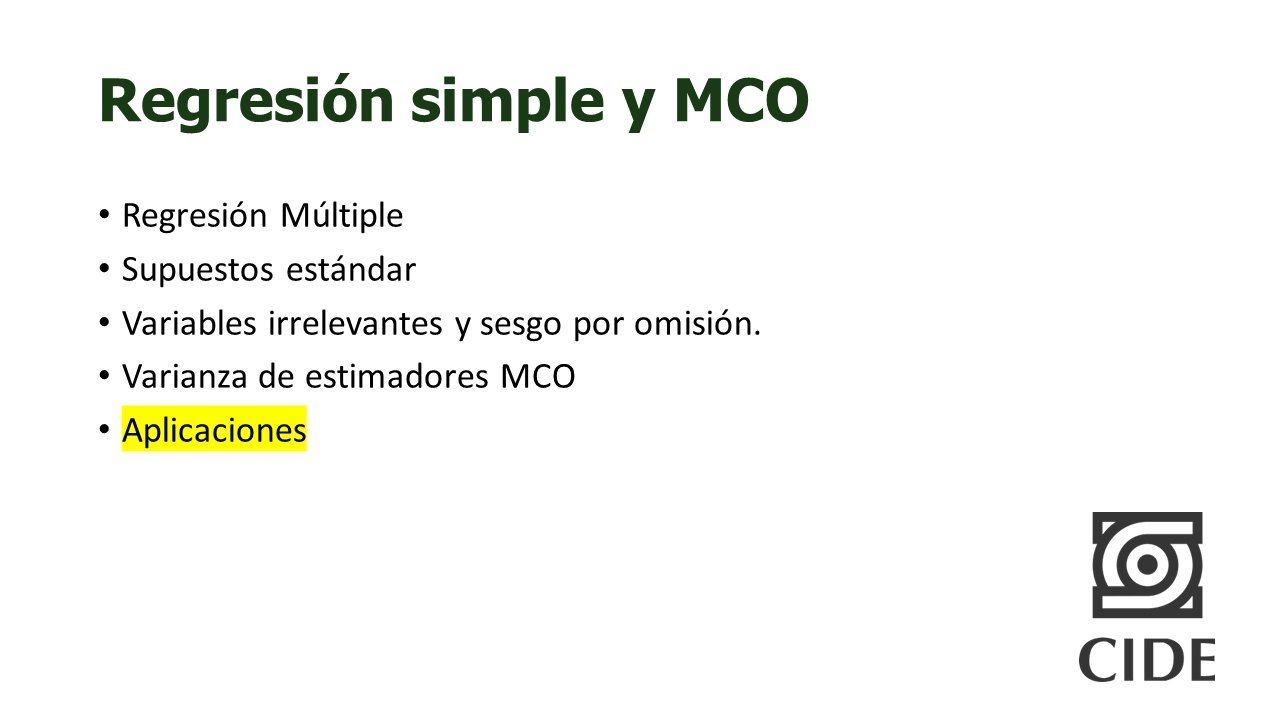 Regresión simple y MCO
• Regresión Múltiple
• Supuestos estándar
• Variables irrelevantes y sesgo por omisión.
• Varianza de estimadores MCO
• Aplicaciones
CIDE